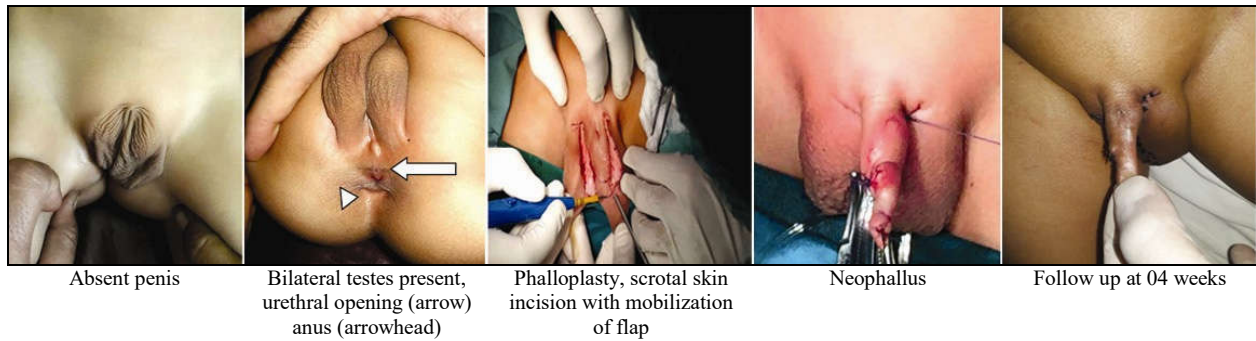 Absent penis
Bilateral testes present,
urethral opening (arrow)
anus (arrowhead)
Phalloplasty, scrotal skin
incision with mobilization
of flap
Neophallus
Follow up at 04 weeks